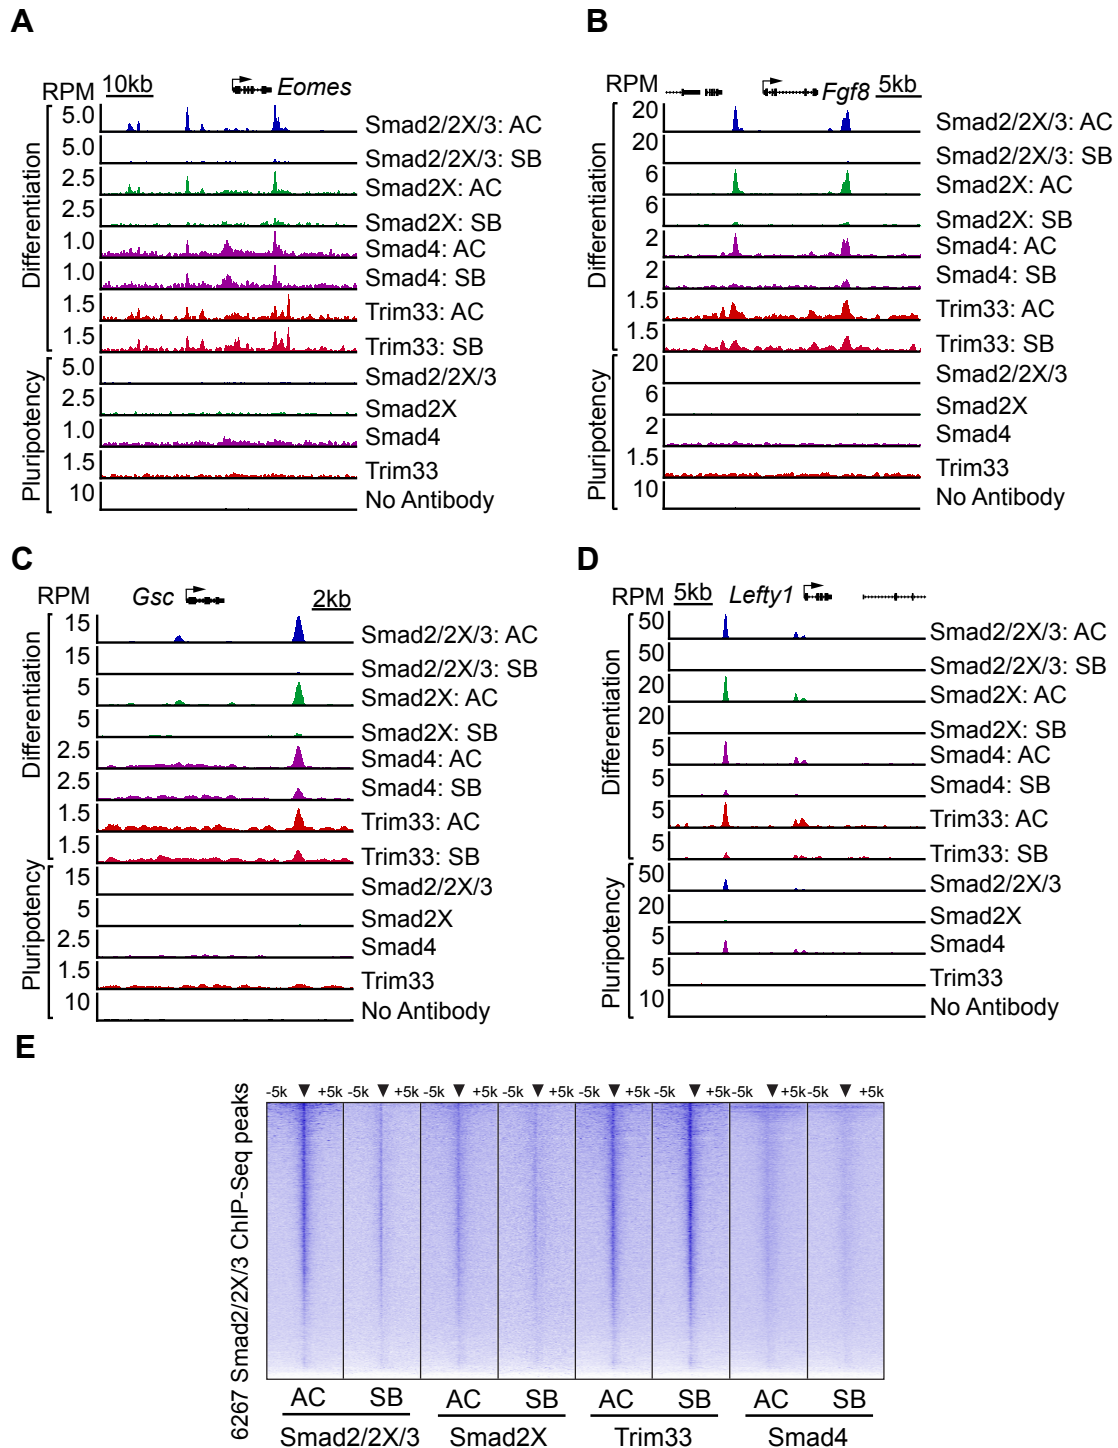 A
RPM 10kb Eomes
Differentiation
5.0 Smad2/2X/3: AC
5.0 Smad2/2X/3: SB
2.5 Smad2X: AC
2.5 Smad2X: SB
1.0 Smad4: AC
1.0 Smad4: SB
1.5 Trim33: AC
1.5 Trim33: SB
Pluripotency
5.0 Smad2/2X/3
2.5 Smad2X
1.0 Smad4
1.5 Trim33
10 No Antibody
B
RPM Fgf8 5kb
Differentiation
20 Smad2/2X/3: AC
20 Smad2/2X/3: SB
6 Smad2X: AC
6 Smad2X: SB
2 Smad4: AC
2 Smad4: SB
1.5 Trim33: AC
1.5 Trim33: SB
Pluripotency
20 Smad2/2X/3
6 Smad2X
2 Smad4
1.5 Trim33
10 No Antibody
C
RPM Gsc 2kb
Differentiation
15 Smad2/2X/3: AC
15 Smad2/2X/3: SB
5 Smad2X: AC
5 Smad2X: SB
2.5 Smad4: AC
2.5 Smad4: SB
1.5 Trim33: AC
1.5 Trim33: SB
Pluripotency
15 Smad2/2X/3
5 Smad2X
2.5 Smad4
1.5 Trim33
10 No Antibody
D
RPM 5kb Lefty1
Differentiation
50 Smad2/2X/3: AC
50 Smad2/2X/3: SB
20 Smad2X: AC
20 Smad2X: SB
5 Smad4: AC
5 Smad4: SB
5 Trim33: AC
5 Trim33: SB
Pluripotency
50 Smad2/2X/3
20 Smad2X
5 Smad4
5 Trim33
10 No Antibody
E
-5k +5k -5k +5k -5k +5k -5k +5k -5k +5k -5k +5k -5k +5k -5k +5k
6267 Smad2/2X/3 ChIP-Seq peaks
AC SB AC SB AC SB AC SB
Smad2/2X/3 Smad2X Trim33 Smad4